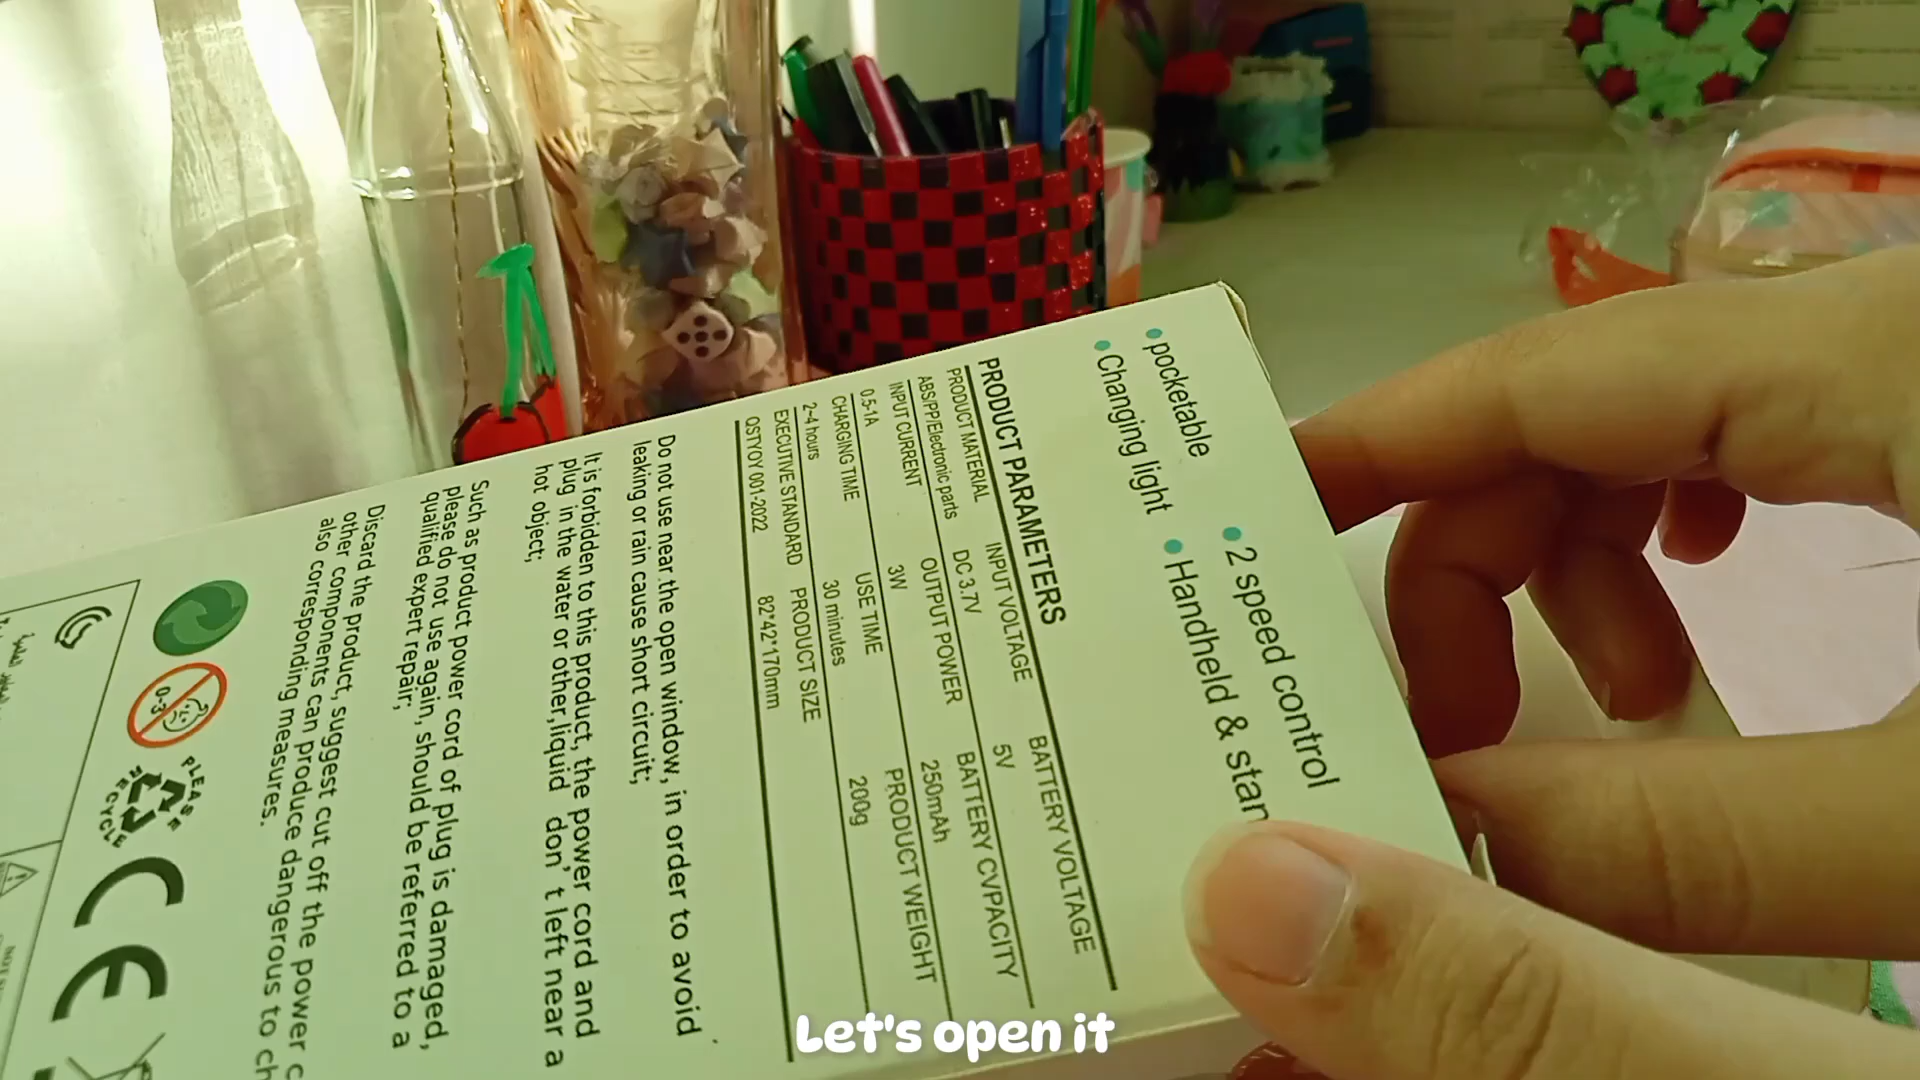 pocketable
2 speed control
Changing light
Handheld & stan
PRODUCT PARAMETERS
PRODUCT MATERIAL INPUT VOLTAGE BATTERY VOLTAGE
ABS/PP/Electronic parts DC 3.7V 5V
INPUT CURRENT OUTPUT POWER BATTERY CVPACITY
0.5-1A 3W 250mAh
CHARGING TIME USE TIME PRODUCT WEIGHT
2~4 hours 30 minutes 200g
EXECUTIVE STANDARD PRODUCT SIZE
QSTYOY 001-2022 82*42*170mm
Do not use near the open window, in order to avoid
leaking or rain cause short circuit;
It is forbidden to this product, the power cord and
plug in the water or other,liquid don't left near a
hot object;
Such as product power cord of plug is damaged,
please do not use again, should be referred to a
qualified expert repair;
Discard the product, suggest cut off the power c
other components can produce dangerous to ch
also corresponding measures.
0-3
PLEASE
RECYCLE
CE
Let's open it